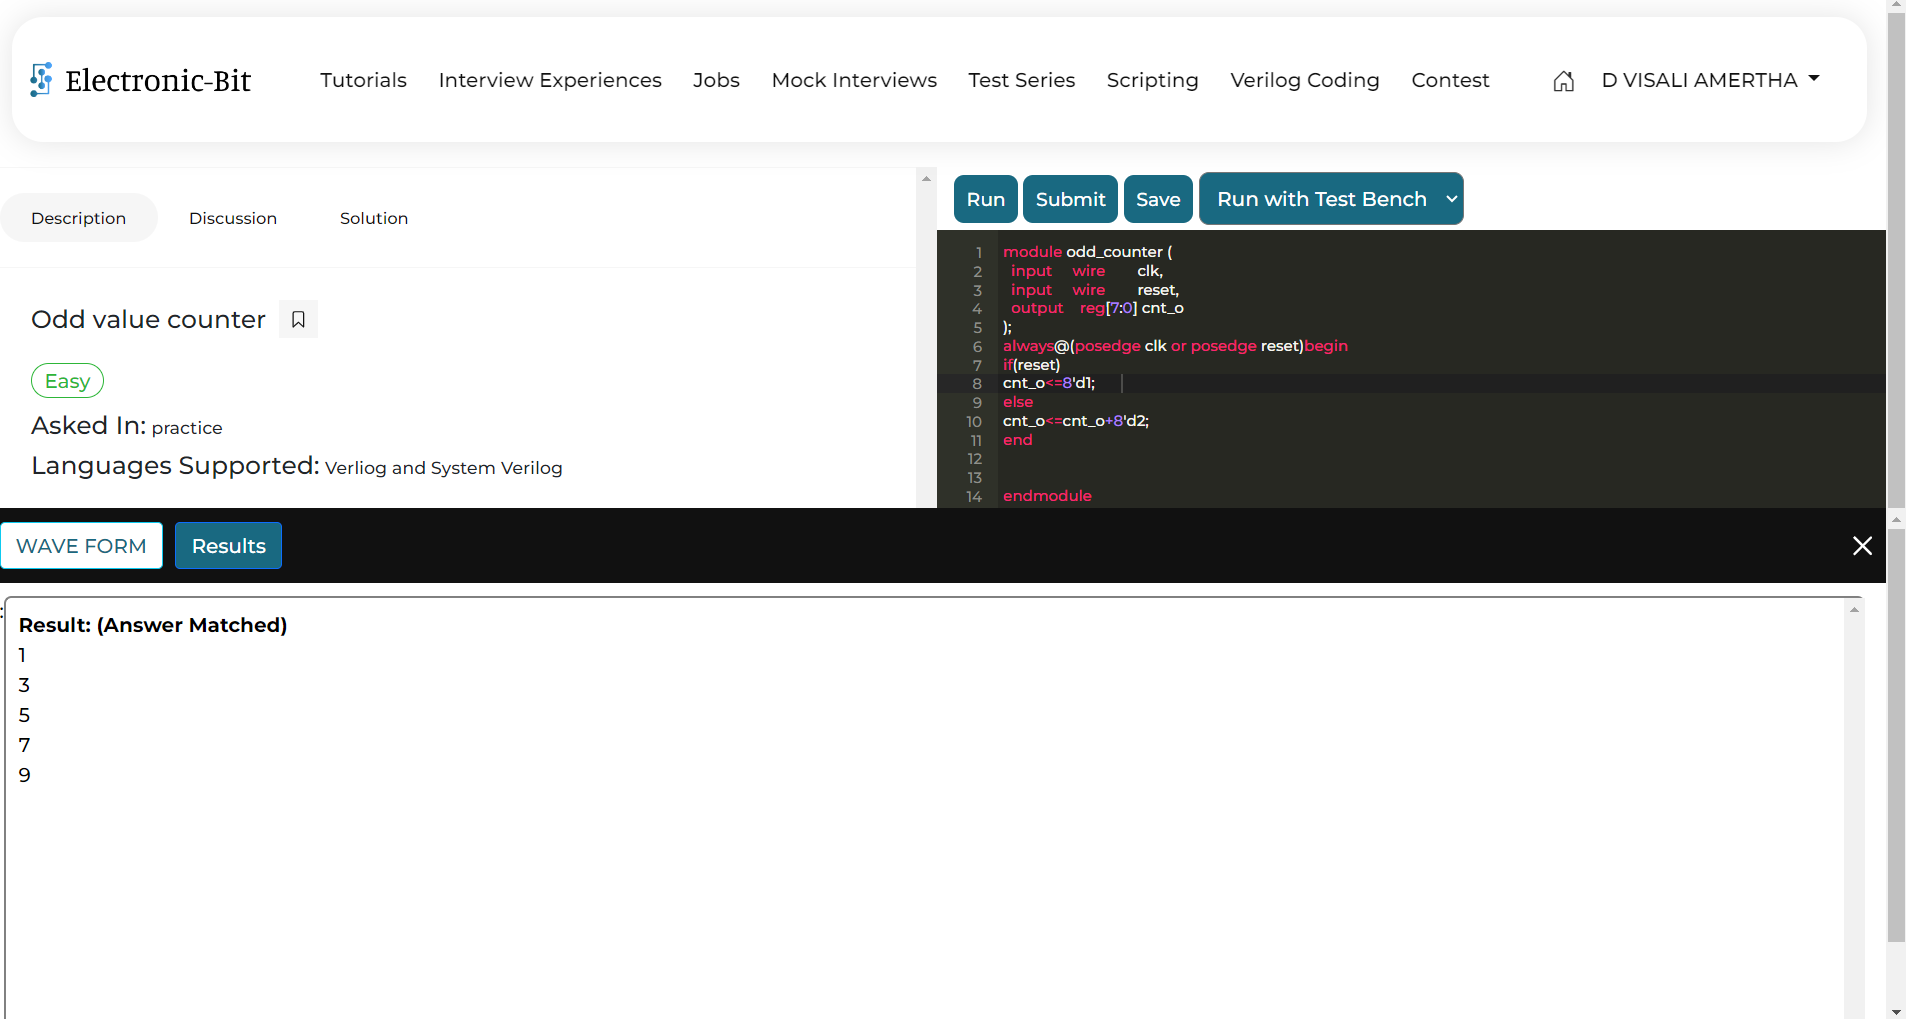 Electronic-Bit
Tutorials Interview Experiences Jobs Mock Interviews Test Series Scripting Verilog Coding Contest D VISALI AMERTHA
Description Discussion Solution
Odd value counter
Easy
Asked In: practice
Languages Supported: Verliog and System Verilog
Run Submit Save Run with Test Bench
1 module odd_counter (
2 input wire clk,
3 input wire reset,
4 output reg[7:0] cnt_o
5 );
6 always@(posedge clk or posedge reset)begin
7 if(reset)
8 cnt_o<=8'd1;
9 else
10 cnt_o<=cnt_o+8'd2;
11 end
12
13
14 endmodule
WAVE FORM Results
:
Result: (Answer Matched)
1
3
5
7
9